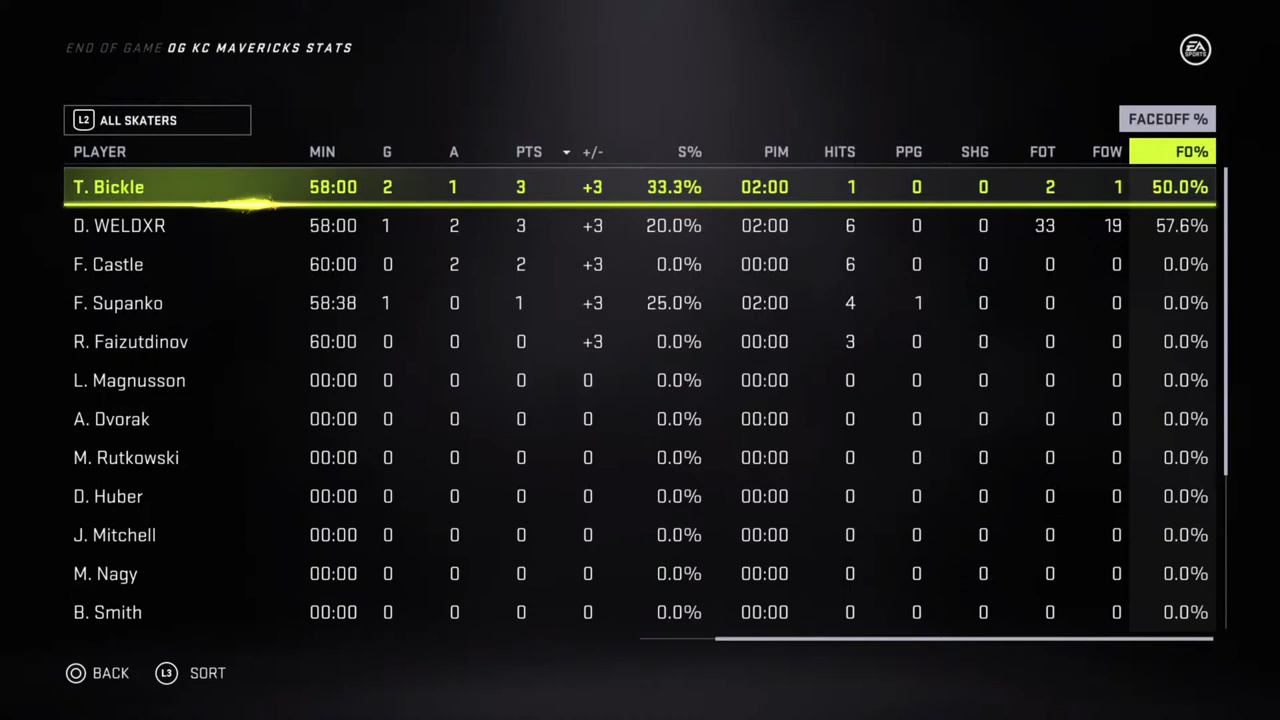 END OF GAME OG KC MAVERICKS STATS
EA SPORTS
L2 ALL SKATERS
FACEOFF %
PLAYER MIN G A PTS +/- S% PIM HITS PPG SHG FOT FOW FO%
T. Bickle 58:00 2 1 3 +3 33.3% 02:00 1 0 0 2 1 50.0%
D. WELDXR 58:00 1 2 3 +3 20.0% 02:00 6 0 0 33 19 57.6%
F. Castle 60:00 0 2 2 +3 0.0% 00:00 6 0 0 0 0 0.0%
F. Supanko 58:38 1 0 1 +3 25.0% 02:00 4 1 0 0 0 0.0%
R. Faizutdinov 60:00 0 0 0 +3 0.0% 00:00 3 0 0 0 0 0.0%
L. Magnusson 00:00 0 0 0 0 0.0% 00:00 0 0 0 0 0 0.0%
A. Dvorak 00:00 0 0 0 0 0.0% 00:00 0 0 0 0 0 0.0%
M. Rutkowski 00:00 0 0 0 0 0.0% 00:00 0 0 0 0 0 0.0%
D. Huber 00:00 0 0 0 0 0.0% 00:00 0 0 0 0 0 0.0%
J. Mitchell 00:00 0 0 0 0 0.0% 00:00 0 0 0 0 0 0.0%
M. Nagy 00:00 0 0 0 0 0.0% 00:00 0 0 0 0 0 0.0%
B. Smith 00:00 0 0 0 0 0.0% 00:00 0 0 0 0 0 0.0%
BACK L3 SORT